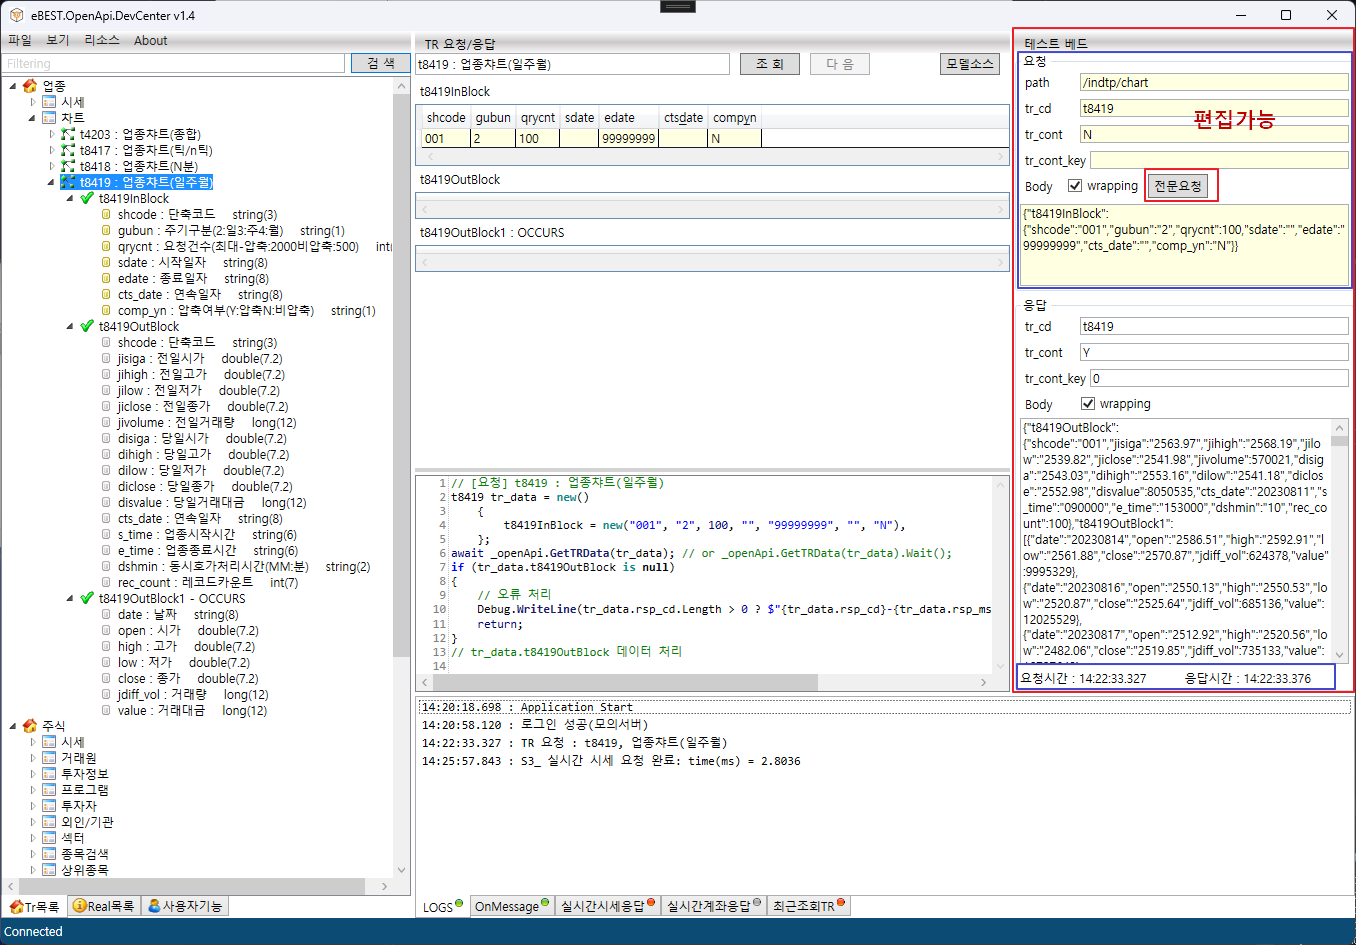 eBEST.OpenApi.DevCenter v1.4
파일 보기 리소스 About
Filtering
검 색
업종
시세
차트
t4203 : 업종챠트(종합)
t8417 : 업종챠트(틱/n틱)
t8418 : 업종챠트(N분)
t8419 : 업종챠트(일주월)
t8419InBlock
shcode : 단축코드 string(3)
gubun : 주기구분(2:일3:주4:월) string(1)
qrycnt : 요청건수(최대-압축:2000비압축:500) int(
sdate : 시작일자 string(8)
edate : 종료일자 string(8)
cts_date : 연속일자 string(8)
comp_yn : 압축여부(Y:압축N:비압축) string(1)
t8419OutBlock
shcode : 단축코드 string(3)
jisiga : 전일시가 double(7.2)
jihigh : 전일고가 double(7.2)
jilow : 전일저가 double(7.2)
jiclose : 전일종가 double(7.2)
jivolume : 전일거래량 long(12)
disiga : 당일시가 double(7.2)
dihigh : 당일고가 double(7.2)
dilow : 당일저가 double(7.2)
diclose : 당일종가 double(7.2)
disvalue : 당일거래대금 long(12)
cts_date : 연속일자 string(8)
s_time : 업종시작시간 string(6)
e_time : 업종종료시간 string(6)
dshmin : 동시호가처리시간(MM:분) string(2)
rec_count : 레코드카운트 int(7)
t8419OutBlock1 - OCCURS
date : 날짜 string(8)
open : 시가 double(7.2)
high : 고가 double(7.2)
low : 저가 double(7.2)
close : 종가 double(7.2)
jdiff_vol : 거래량 long(12)
value : 거래대금 long(12)
주식
시세
거래원
투자정보
프로그램
투자자
외인/기관
섹터
종목검색
상위종목
Tr목록 Real목록 사용자기능
Connected
TR 요청/응답
t8419 : 업종챠트(일주월)
조 회 다 음 모델소스
t8419InBlock
shcode gubun qrycnt sdate edate ctsdate compyn
001 2 100 99999999 N
t8419OutBlock
t8419OutBlock1 : OCCURS
1 // [요청] t8419 : 업종챠트(일주월)
2 t8419 tr_data = new()
3 {
4 t8419InBlock = new("001", "2", 100, "", "99999999", "", "N"),
5 };
6 await _openApi.GetTRData(tr_data); // or _openApi.GetTRData(tr_data).Wait();
7 if (tr_data.t8419OutBlock is null)
8 {
9 // 오류 처리
10 Debug.WriteLine(tr_data.rsp_cd.Length > 0 ? $"{tr_data.rsp_cd}-{tr_data.rsp_ms
11 return;
12 }
13 // tr_data.t8419OutBlock 데이터 처리
14
14:20:18.698 : Application Start
14:20:58.120 : 로그인 성공(모의서버)
14:22:33.327 : TR 요청 : t8419, 업종챠트(일주월)
14:25:57.843 : S3_ 실시간 시세 요청 완료: time(ms) = 2.8036
LOGS OnMessage 실시간시세응답 실시간계좌응답 최근조회TR
테스트 베드
요청
path /indtp/chart
tr_cd t8419
편집가능
tr_cont N
tr_cont_key
Body wrapping 전문요청
{"t8419InBlock":
{"shcode":"001","gubun":"2","qrycnt":100,"sdate":"","edate":"
99999999","cts_date":"","comp_yn":"N"}}
응답
tr_cd t8419
tr_cont Y
tr_cont_key 0
Body wrapping
{"t8419OutBlock":
{"shcode":"001","jisiga":"2563.97","jihigh":"2568.19","jilo
w":"2539.82","jiclose":"2541.98","jivolume":570021,"disig
a":"2543.03","dihigh":"2553.16","dilow":"2541.18","diclos
e":"2552.98","disvalue":8050535,"cts_date":"20230811","s
_time":"090000","e_time":"153000","dshmin":"10","rec_co
unt":100},"t8419OutBlock1":
[{"date":"20230814","open":"2586.51","high":"2592.91","l
ow":"2561.88","close":"2570.87","jdiff_vol":624378,"value"
:9995329},
{"date":"20230816","open":"2550.13","high":"2550.53","lo
w":"2520.87","close":"2525.64","jdiff_vol":685136,"value":
12025529},
{"date":"20230817","open":"2512.92","high":"2520.56","lo
w":"2482.06","close":"2519.85","jdiff_vol":735133,"value":
요청시간 : 14:22:33.327 응답시간 : 14:22:33.376